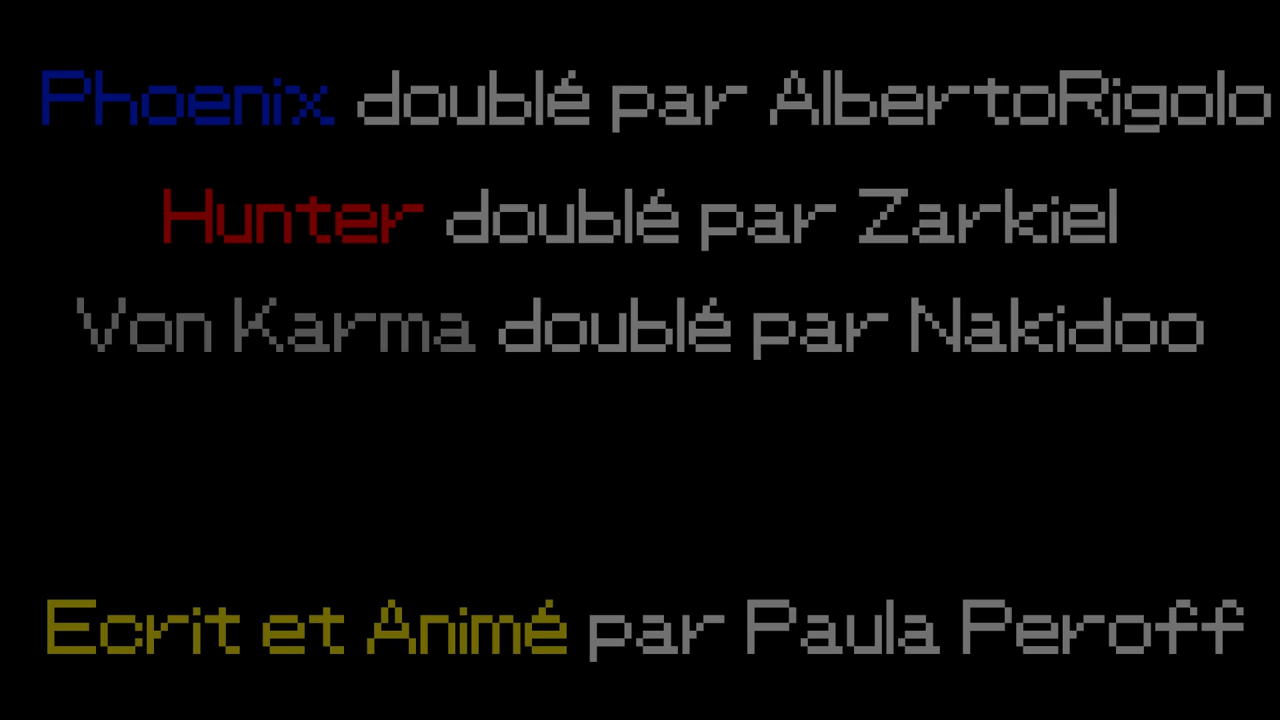 Phoenix doublé par AlbertoRigolo
Hunter doublé par Zarkiel
Von Karma doublé par Nakidoo
Ecrit et Animé par Paula Peroff